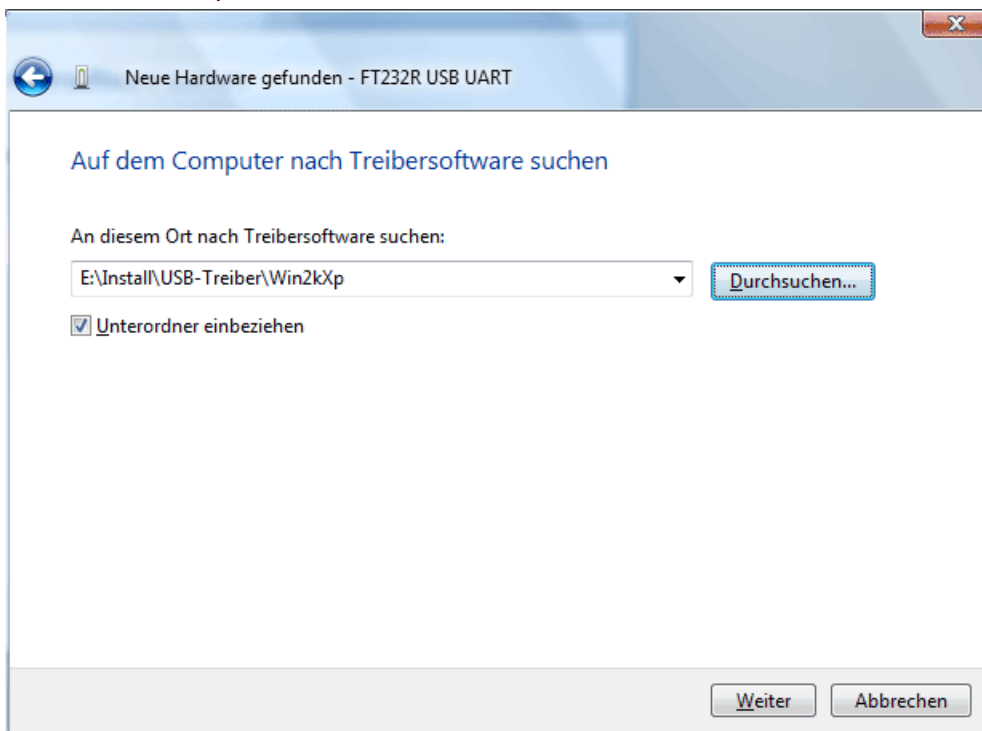 Neue Hardware gefunden - FT232R USB UART
Auf dem Computer nach Treibersoftware suchen
An diesem Ort nach Treibersoftware suchen:
E:\Install\USB-Treiber\Win2kXp
Durchsuchen...
Unterordner einbeziehen
Weiter
Abbrechen